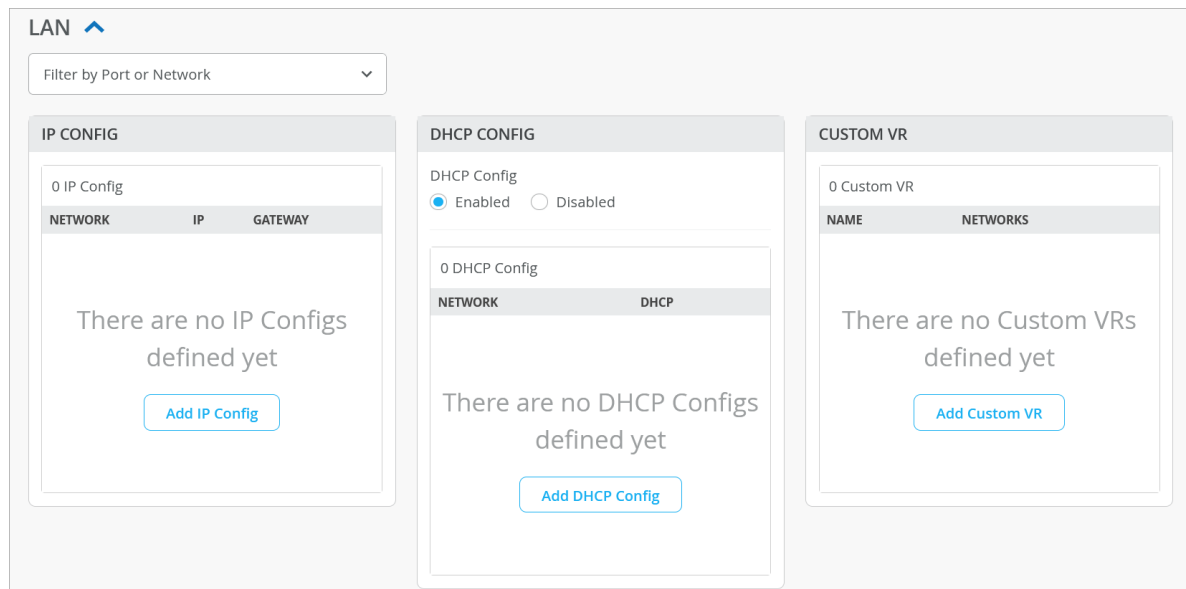 LAN
Filter by Port or Network
IP CONFIG
0 IP Config
NETWORK IP GATEWAY
There are no IP Configs
defined yet
Add IP Config
DHCP CONFIG
DHCP Config
Enabled Disabled
0 DHCP Config
NETWORK DHCP
There are no DHCP Configs
defined yet
Add DHCP Config
CUSTOM VR
0 Custom VR
NAME NETWORKS
There are no Custom VRs
defined yet
Add Custom VR